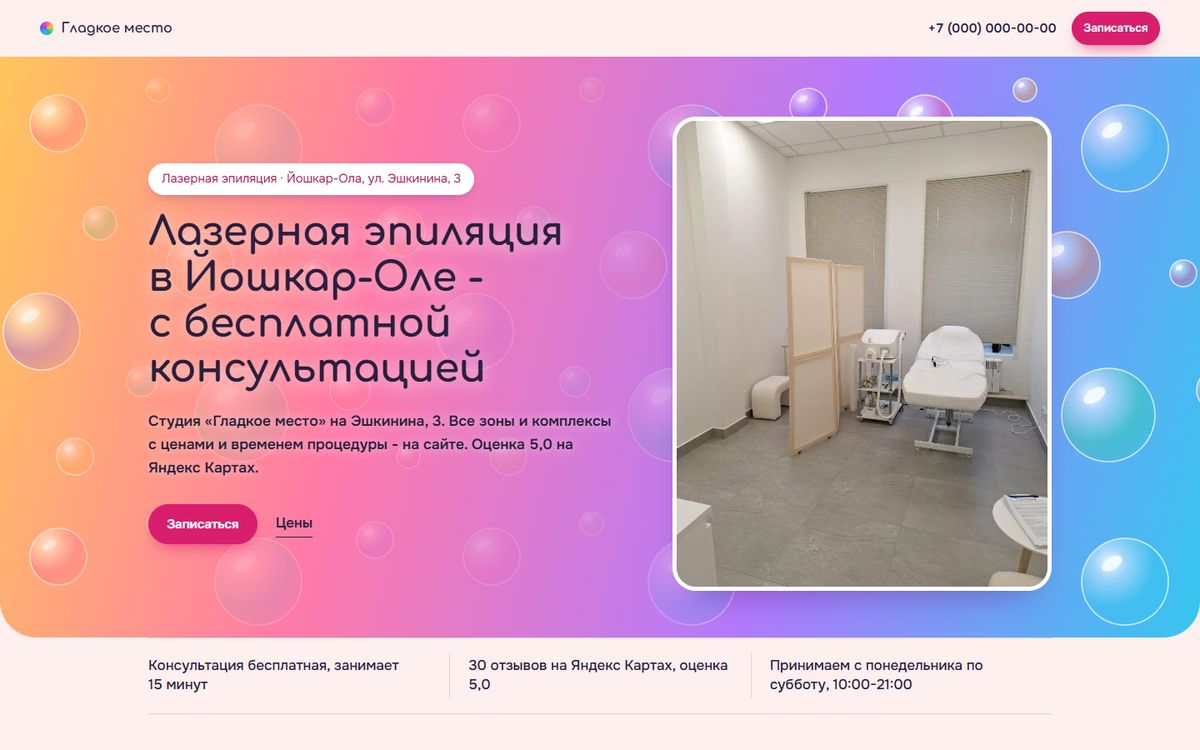 Гладкое место
+7 (000) 000-00-00
Записаться
Лазерная эпиляция · Йошкар-Ола, ул. Эшкинина, 3
Лазерная эпиляция
в Йошкар-Оле -
с бесплатной
консультацией
Студия «Гладкое место» на Эшкинина, 3. Все зоны и комплексы
с ценами и временем процедуры - на сайте. Оценка 5,0 на
Яндекс Картах.
Записаться
Цены
Консультация бесплатная, занимает
15 минут
30 отзывов на Яндекс Картах, оценка
5,0
Принимаем с понедельника по
субботу, 10:00-21:00